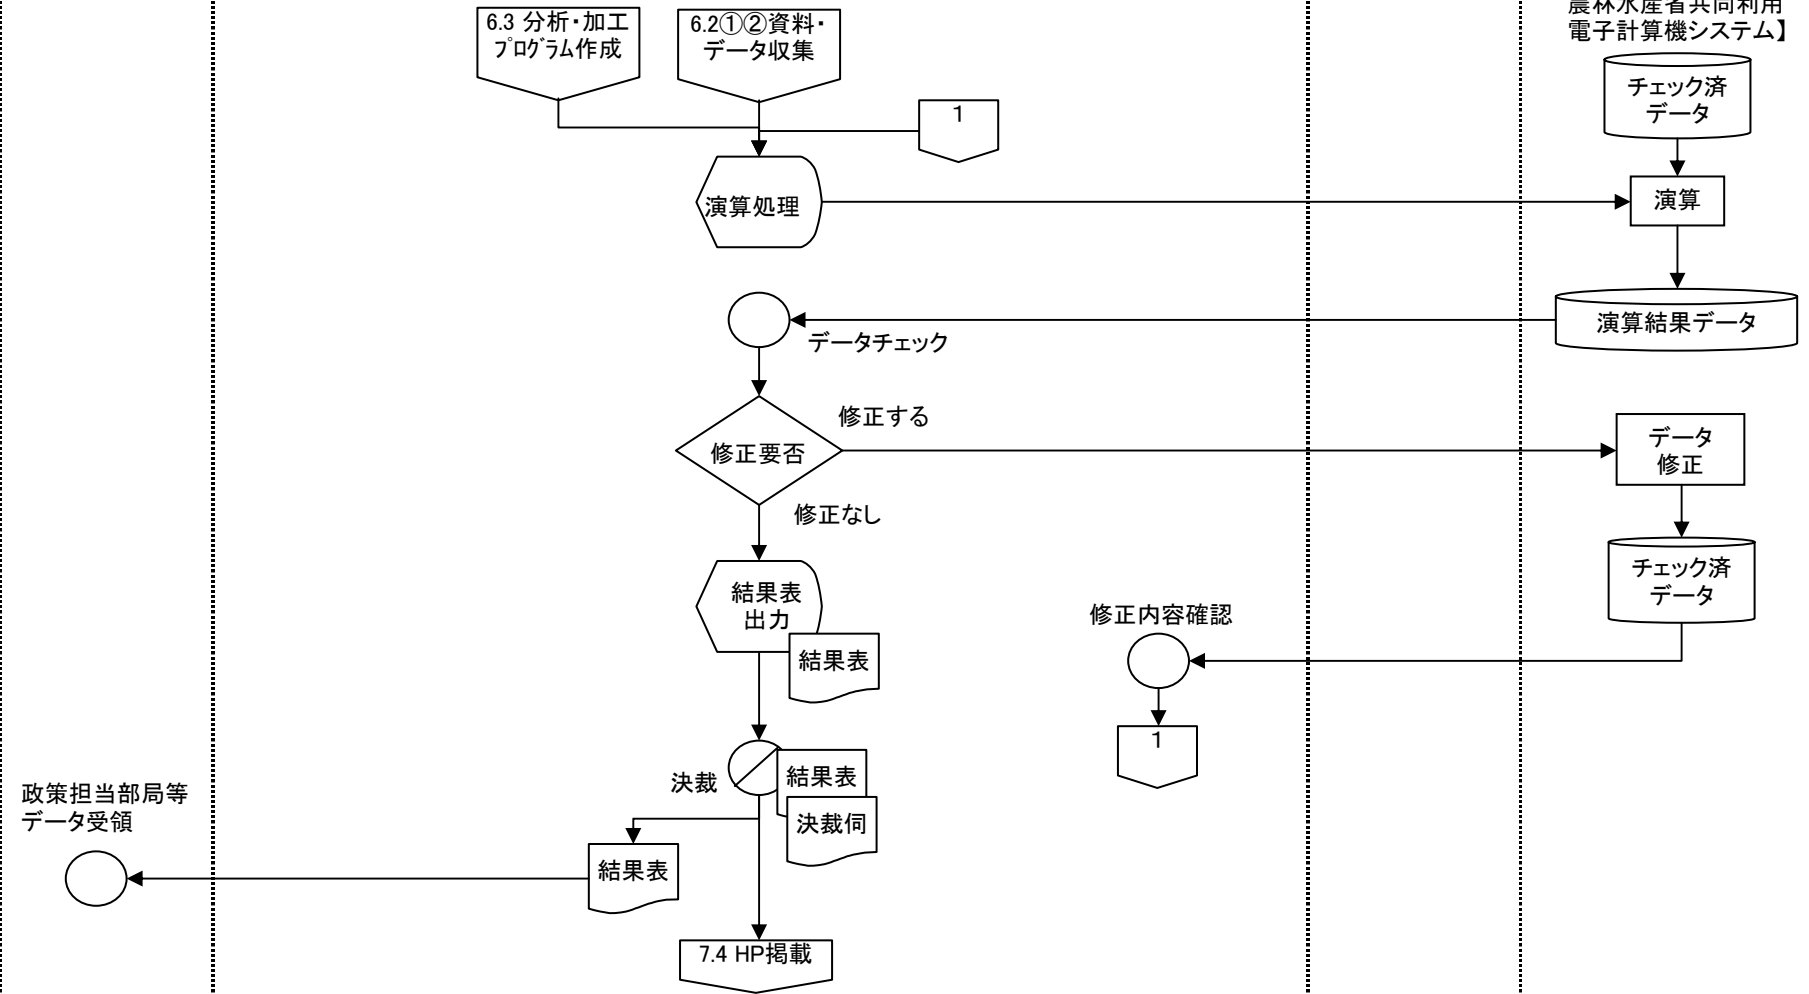 農林水産省共同利用
電子計算機システム】
6.3 分析・加工
プログラム作成
6.2①②資料・
データ収集
1
チェック済
データ
演算処理
演算
演算結果データ
データチェック
修正する
修正要否
データ
修正
修正なし
チェック済
データ
結果表
出力
結果表
修正内容確認
1
決裁
結果表
決裁伺
政策担当部局等
データ受領
結果表
7.4 HP掲載